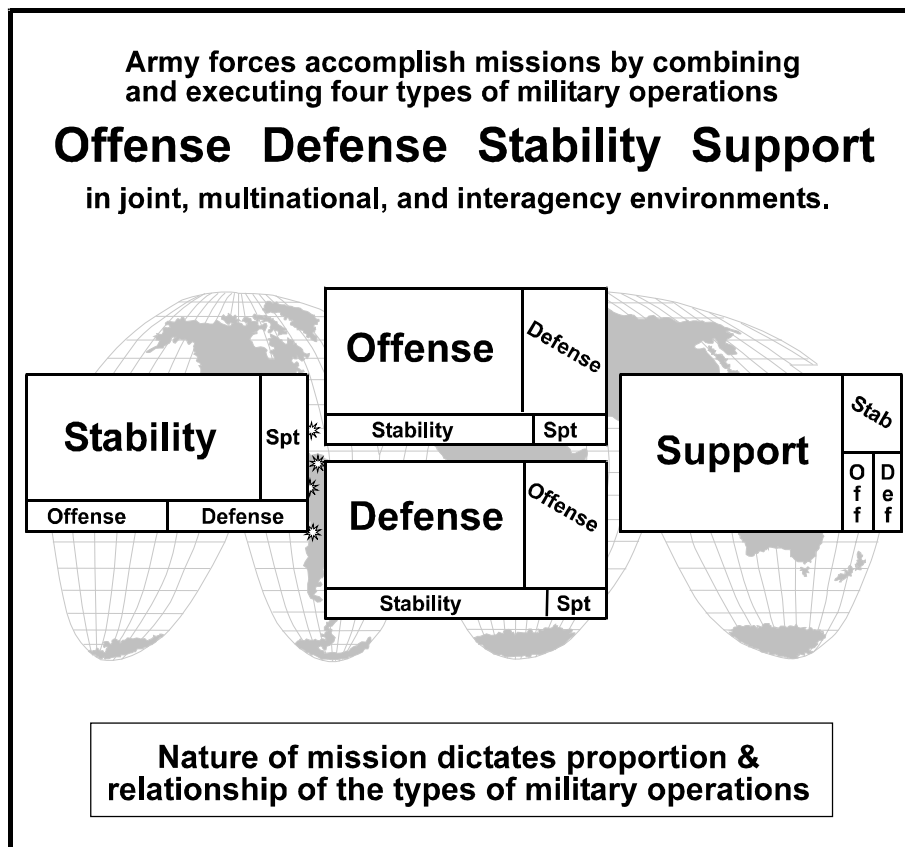 Army forces accomplish missions by combining
and executing four types of military operations
Offense Defense Stability Support
in joint, multinational, and interagency environments.
Stability
Spt
Offense
Defense
Offense
Defense
Stability
Spt
Defense
Offense
Stability
Spt
Support
Stab
Off
Def
Nature of mission dictates proportion &
relationship of the types of military operations